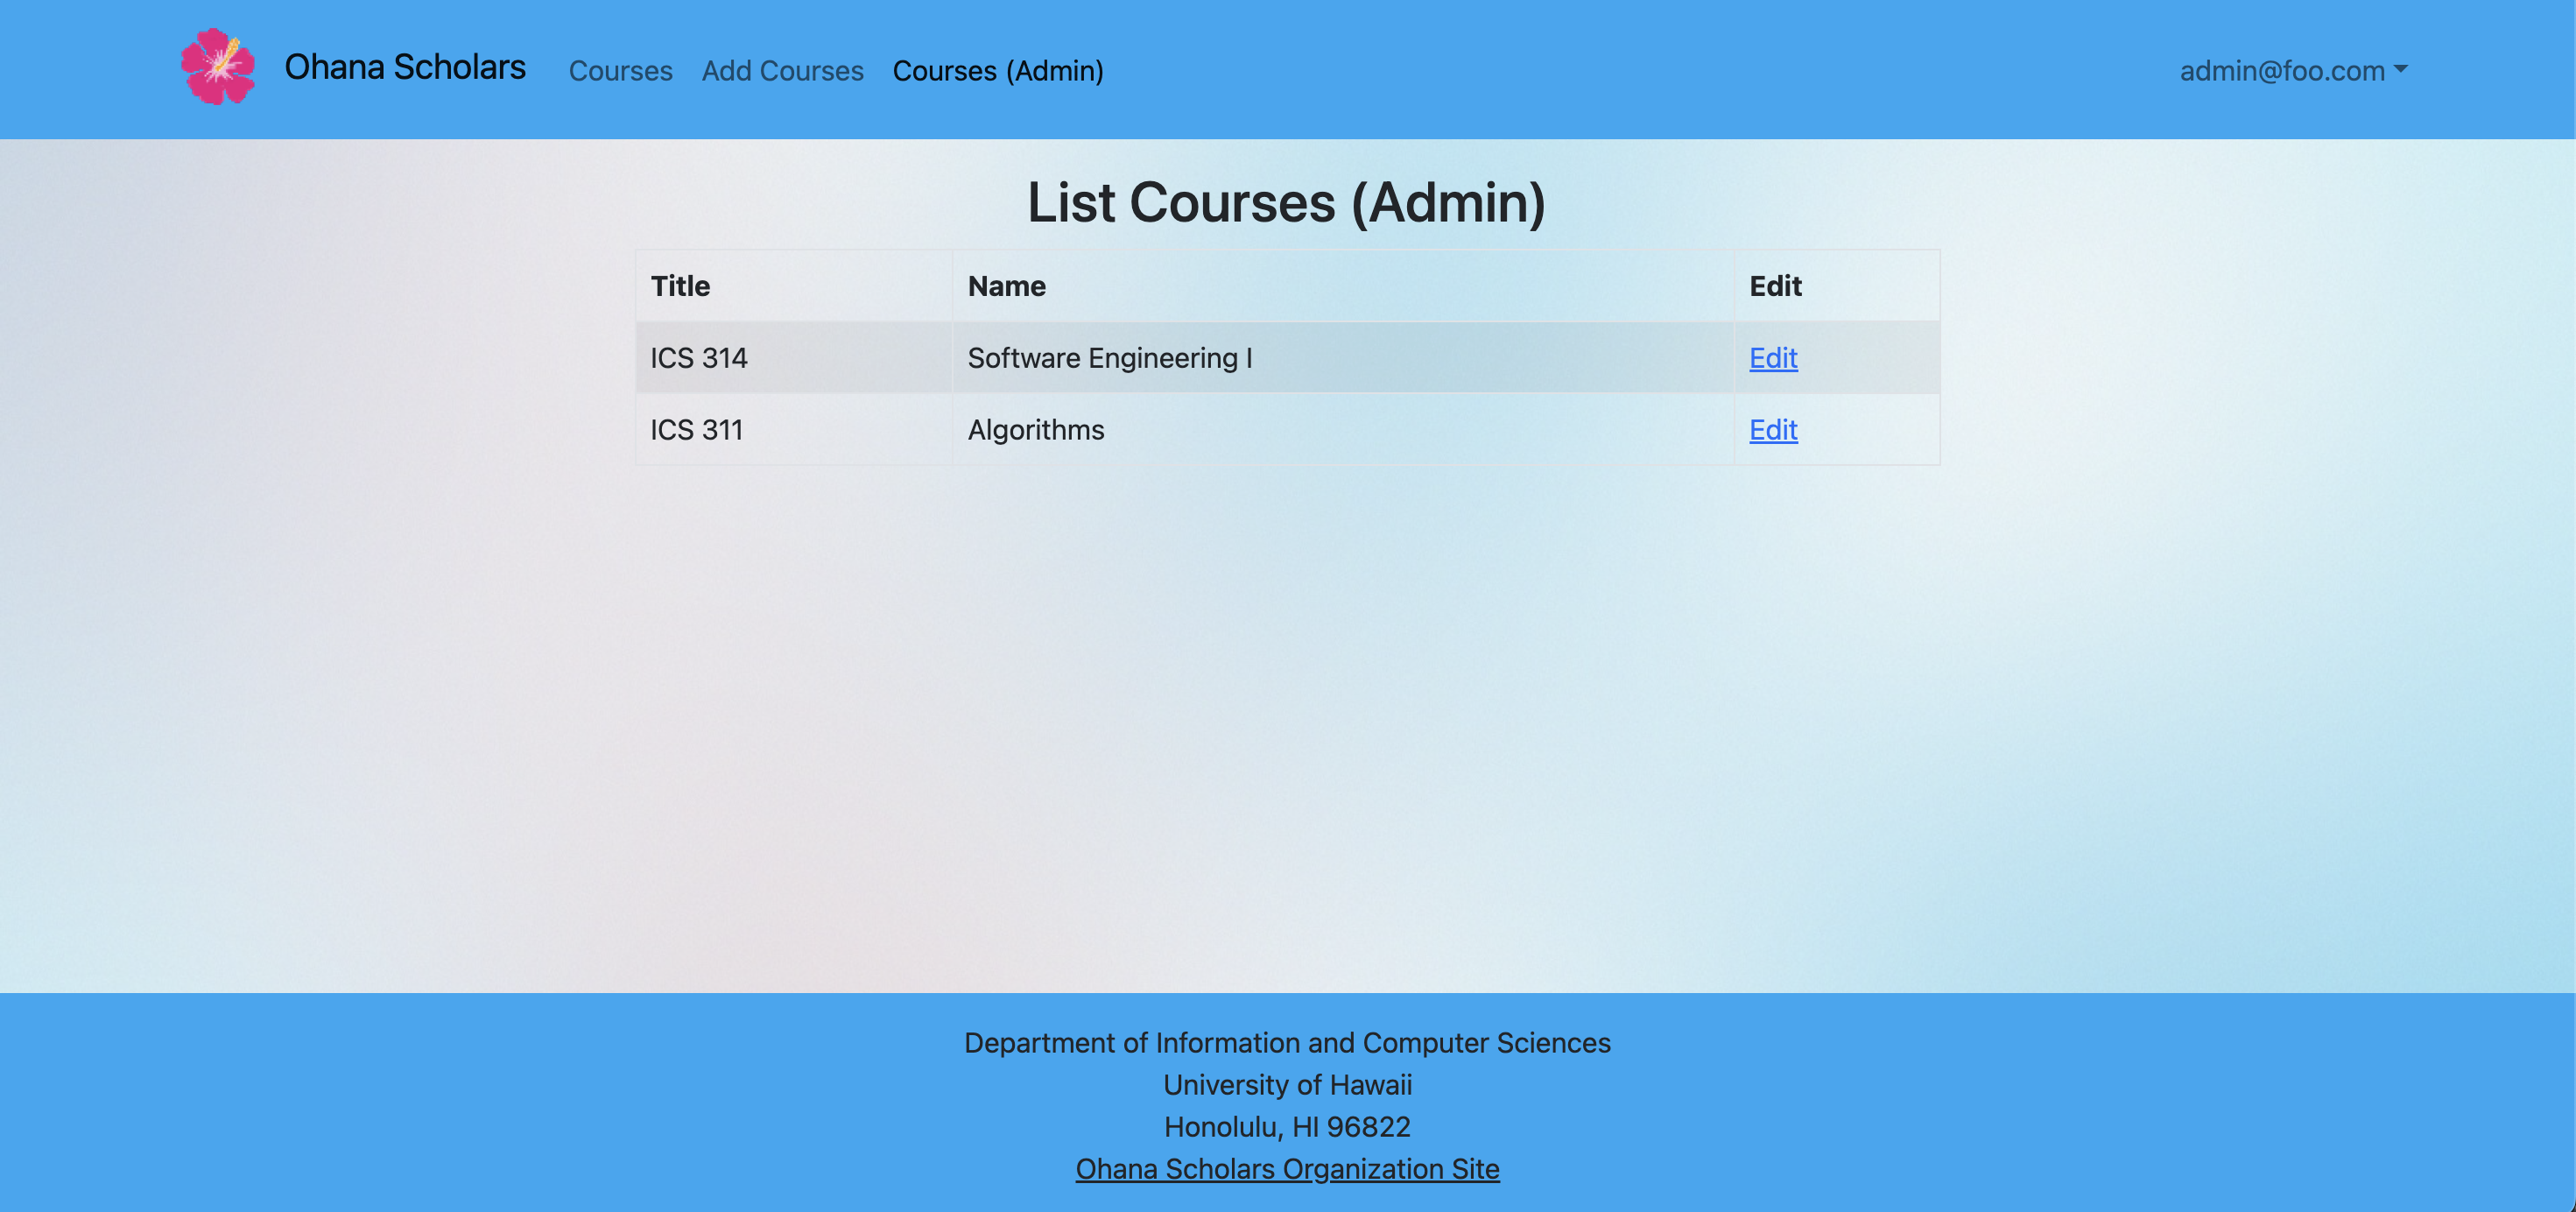 Ohana Scholars Courses Add Courses Courses (Admin) admin@foo.com
List Courses (Admin)
Title Name Edit
ICS 314 Software Engineering I Edit
ICS 311 Algorithms Edit
Department of Information and Computer Sciences
University of Hawaii
Honolulu, HI 96822
Ohana Scholars Organization Site